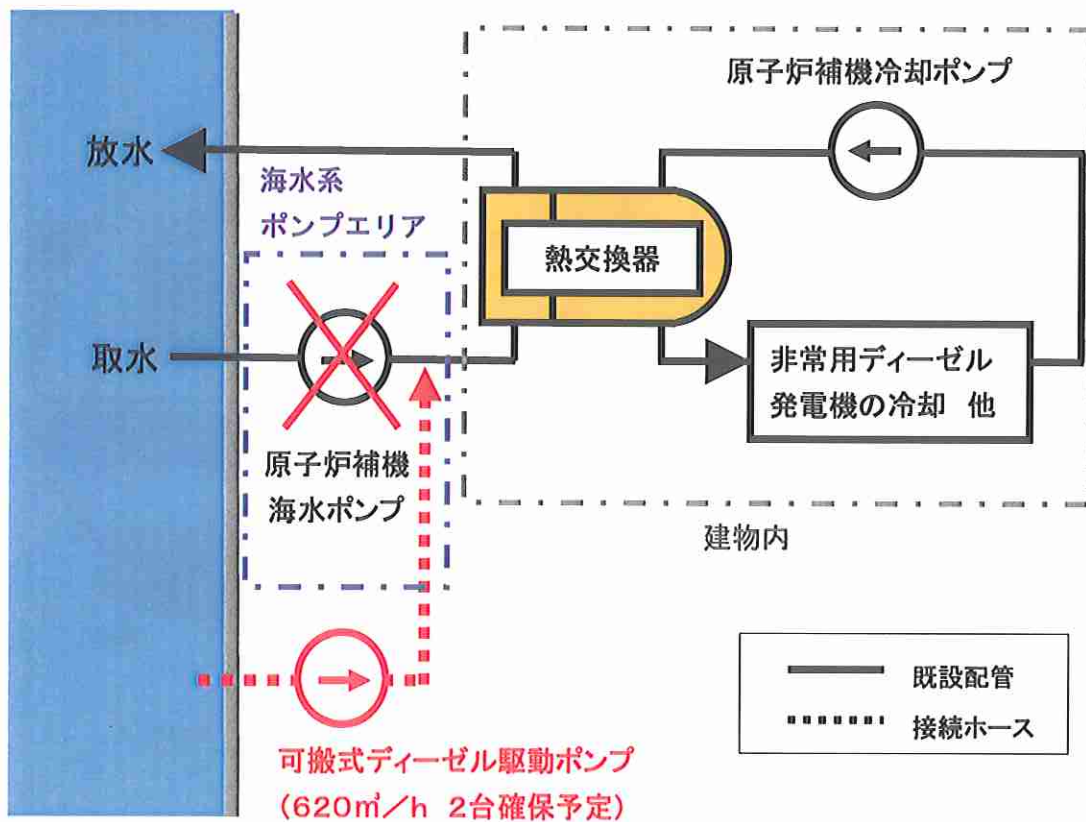 原子炉補機冷却ポンプ
放水
海水系
ポンプエリア
熱交換器
取水
非常用ディーゼル
発電機の冷却 他
原子炉補機
海水ポンプ
建物内
既設配管
接続ホース
可搬式ディーゼル駆動ポンプ
(620㎥/h 2台確保予定)